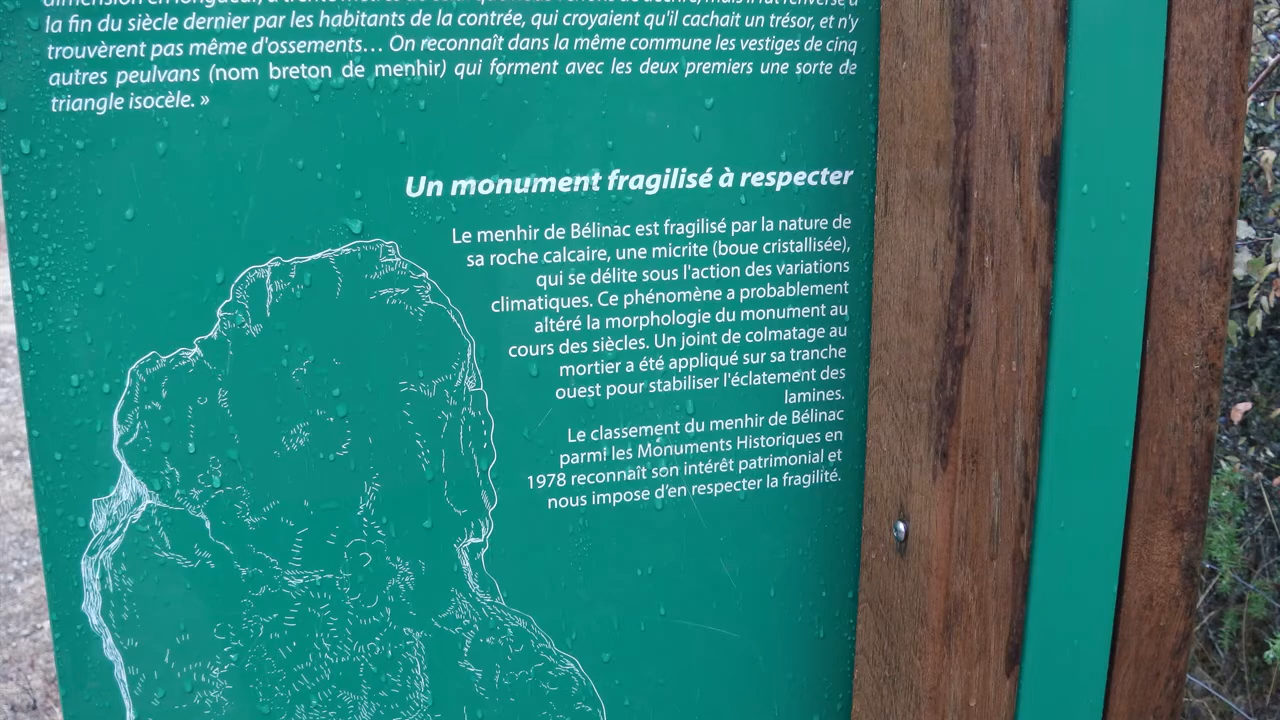 la fin du siècle dernier par les habitants de la contrée, qui croyaient qu'il cachait un trésor, et n'y
trouvèrent pas même d'ossements… On reconnaît dans la même commune les vestiges de cinq
autres peulvans (nom breton de menhir) qui forment avec les deux premiers une sorte de
triangle isocèle. »
Un monument fragilisé à respecter
Le menhir de Bélinac est fragilisé par la nature de
sa roche calcaire, une micrite (boue cristallisée),
qui se délite sous l'action des variations
climatiques. Ce phénomène a probablement
altéré la morphologie du monument au
cours des siècles. Un joint de colmatage au
mortier a été appliqué sur sa tranche
ouest pour stabiliser l'éclatement des
lamines.
Le classement du menhir de Bélinac
parmi les Monuments Historiques en
1978 reconnaît son intérêt patrimonial et
nous impose d'en respecter la fragilité.